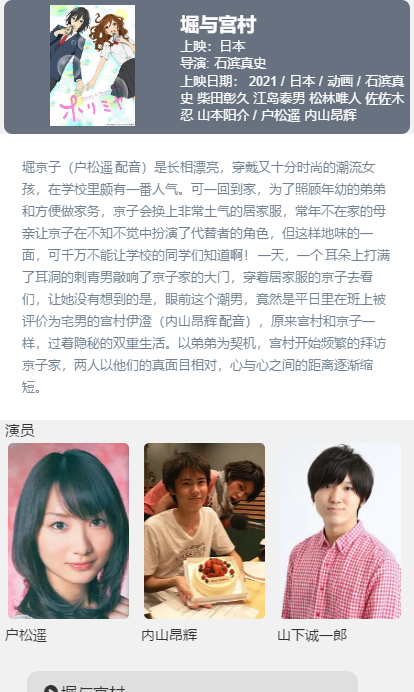 堀与宫村
上映: 日本
导演: 石滨真史
上映日期: 2021 / 日本 / 动画 / 石滨真
史 柴田彰久 江岛泰男 松林唯人 佐佐木
忍 山本阳介 / 户松遥 内山昂辉
ホリミヤ
堀京子（户松遥 配音）是长相漂亮，穿戴又十分时尚的潮流女
孩，在学校里颇有一番人气。可一回到家，为了照顾年幼的弟弟
和方便做家务，京子会换上非常土气的居家服，常年不在家的母
亲让京子在不知不觉中扮演了代替者的角色，但这样地味的一
面，可千万不能让学校的同学们知道啊！ 一天，一个耳朵上打满
了耳洞的刺青男敲响了京子家的大门，穿着居家服的京子去看
们，让她没有想到的是，眼前这个潮男，竟然是平日里在班上被
评价为宅男的宫村伊澄（内山昂辉 配音），原来宫村和京子一
样，过着隐秘的双重生活。以弟弟为契机，宫村开始频繁的拜访
京子家，两人以他们的真面目相对，心与心之间的距离逐渐缩
短。
演员
户松遥
内山昂辉
山下诚一郎
堀与宫村